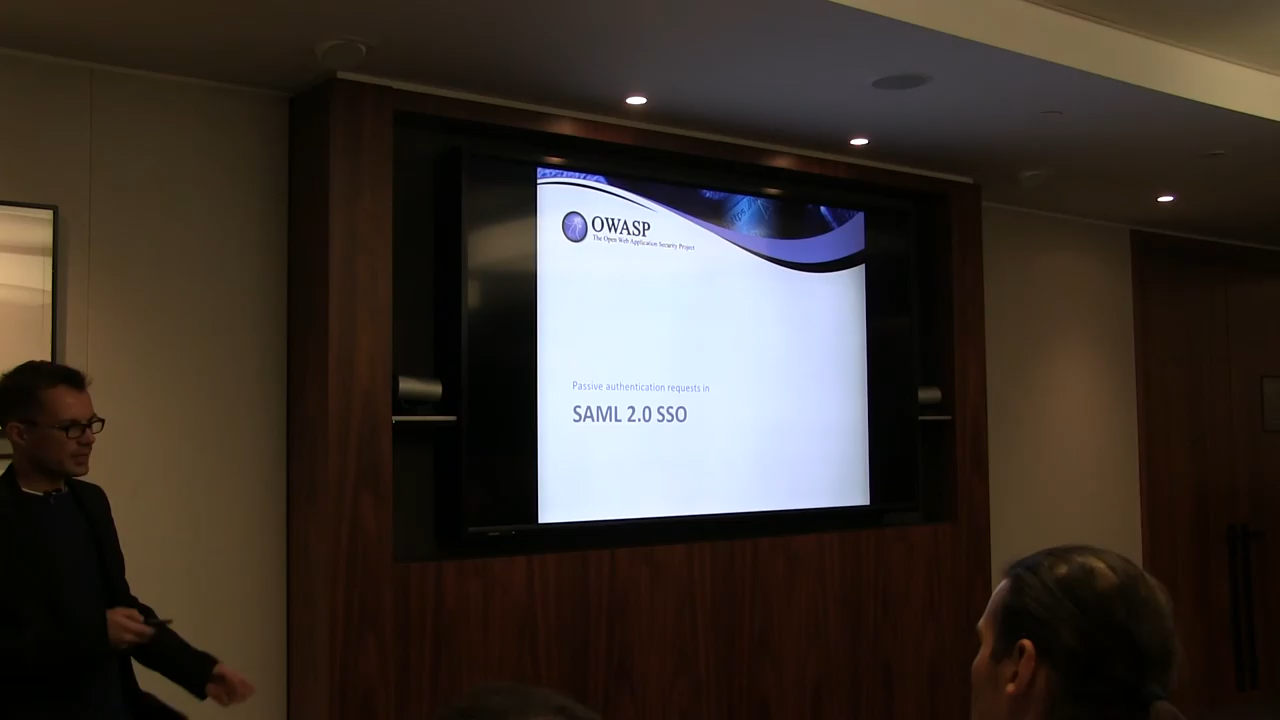 OWASP
The Open Web Application Security Project
Passive authentication requests in
SAML 2.0 SSO